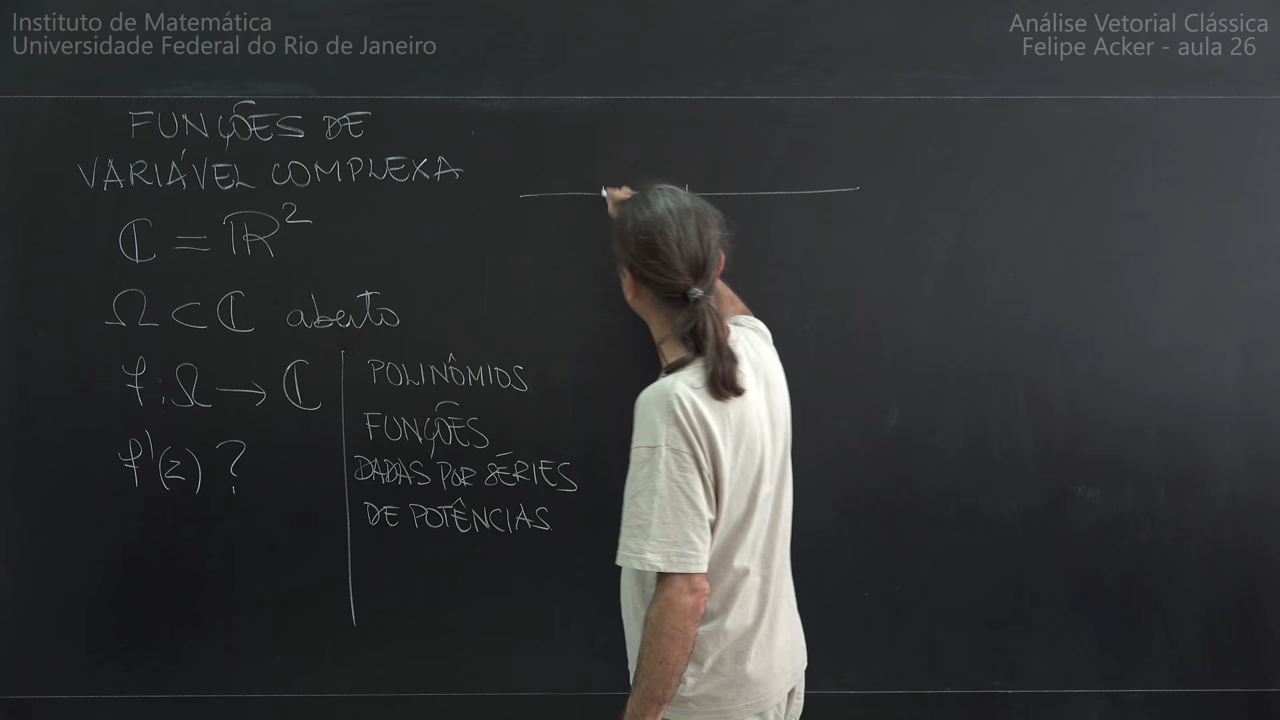 Instituto de Matemática
Universidade Federal do Rio de Janeiro
Análise Vetorial Clássica
Felipe Acker - aula 26
FUNÇÕES DE
VARIÁVEL COMPLEXA
ℂ = ℝ²
Ω ⊂ ℂ aberto
f: Ω → ℂ
f'(z) ?
POLINÔMIOS
FUNÇÕES
DADAS POR SÉRIES
DE POTÊNCIAS